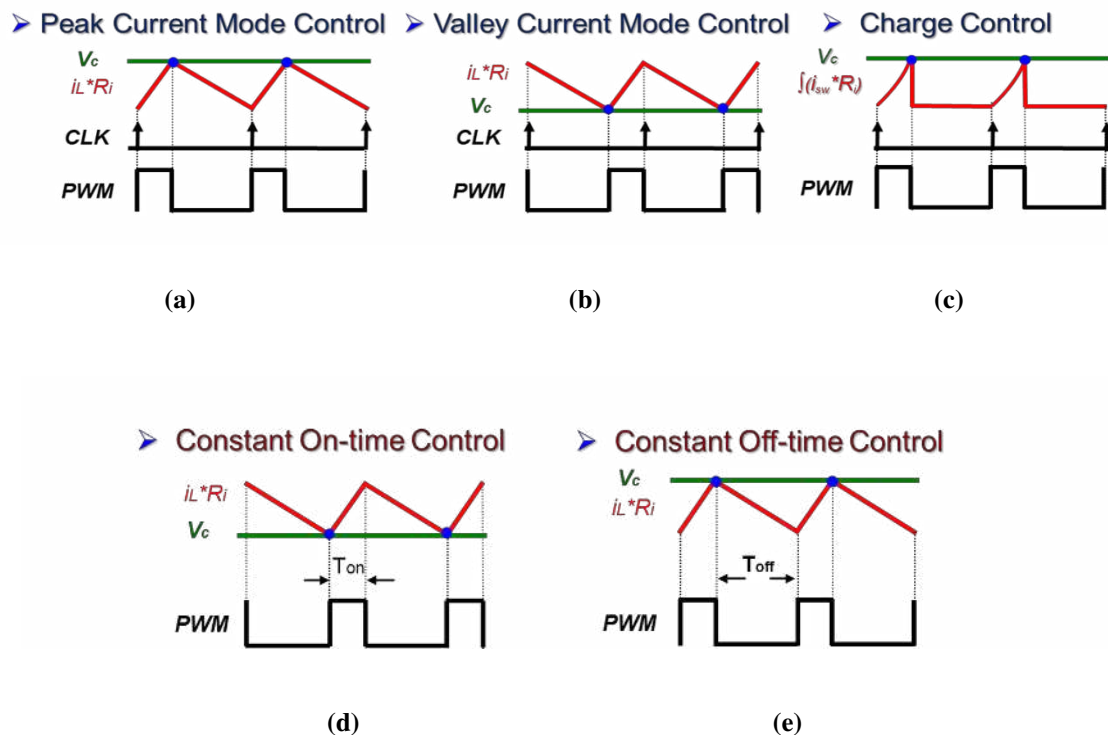 ➢ Peak Current Mode Control
Vc
iL*Ri
CLK
PWM
(a)
➢ Valley Current Mode Control
iL*Ri
Vc
CLK
PWM
(b)
➢ Charge Control
Vc
∫(isw*Ri)
PWM
(c)
➢ Constant On-time Control
iL*Ri
Vc
Ton
PWM
(d)
➢ Constant Off-time Control
Vc
iL*Ri
Toff
PWM
(e)